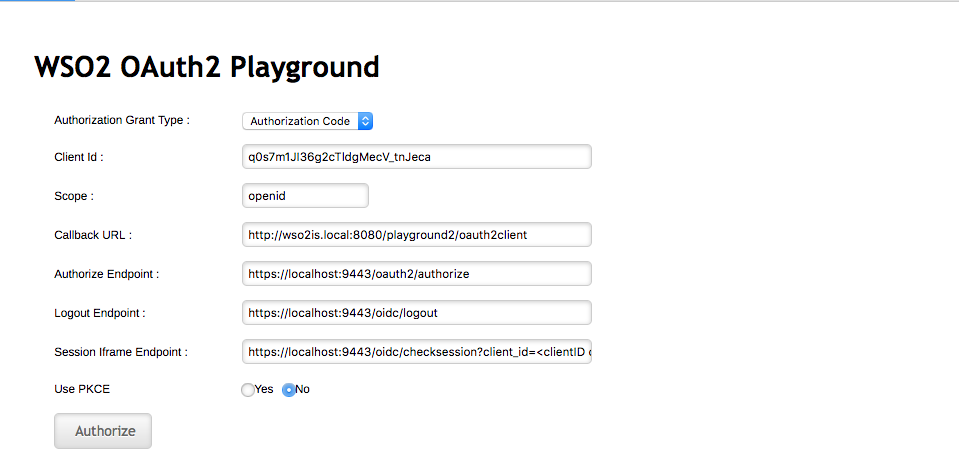 WSO2 OAuth2 Playground
Authorization Grant Type : Authorization Code
Client Id : q0s7m1Jl36g2cTldgMecV_tnJeca
Scope : openid
Callback URL : http://wso2is.local:8080/playground2/oauth2client
Authorize Endpoint : https://localhost:9443/oauth2/authorize
Logout Endpoint : https://localhost:9443/oidc/logout
Session Iframe Endpoint : https://localhost:9443/oidc/checksession?client_id=<clientID
Use PKCE Yes No
Authorize